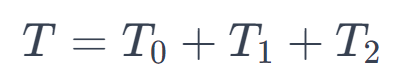 T = T₀ + T₁ + T₂